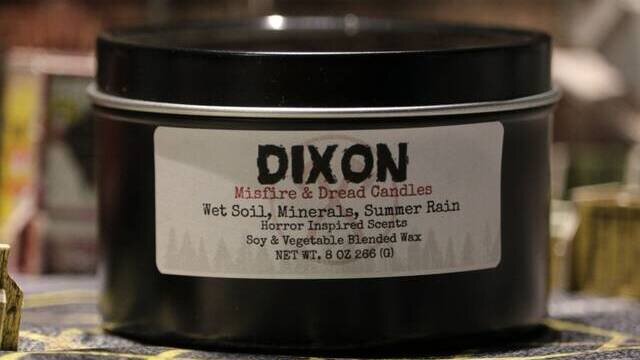 DIXON
Misfire & Dread Candles
Wet Soil, Minerals, Summer Rain
Horror Inspired Scents
Soy & Vegetable Blended Wax
NET WT. 8 OZ 266 (G)